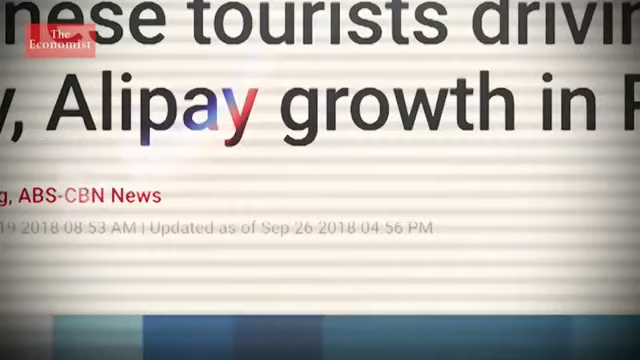 The
Economist
nese tourists drivin
y, Alipay growth in P
g, ABS-CBN News
19 2018 08:53 AM | Updated as of Sep 26 2018 04:56 PM